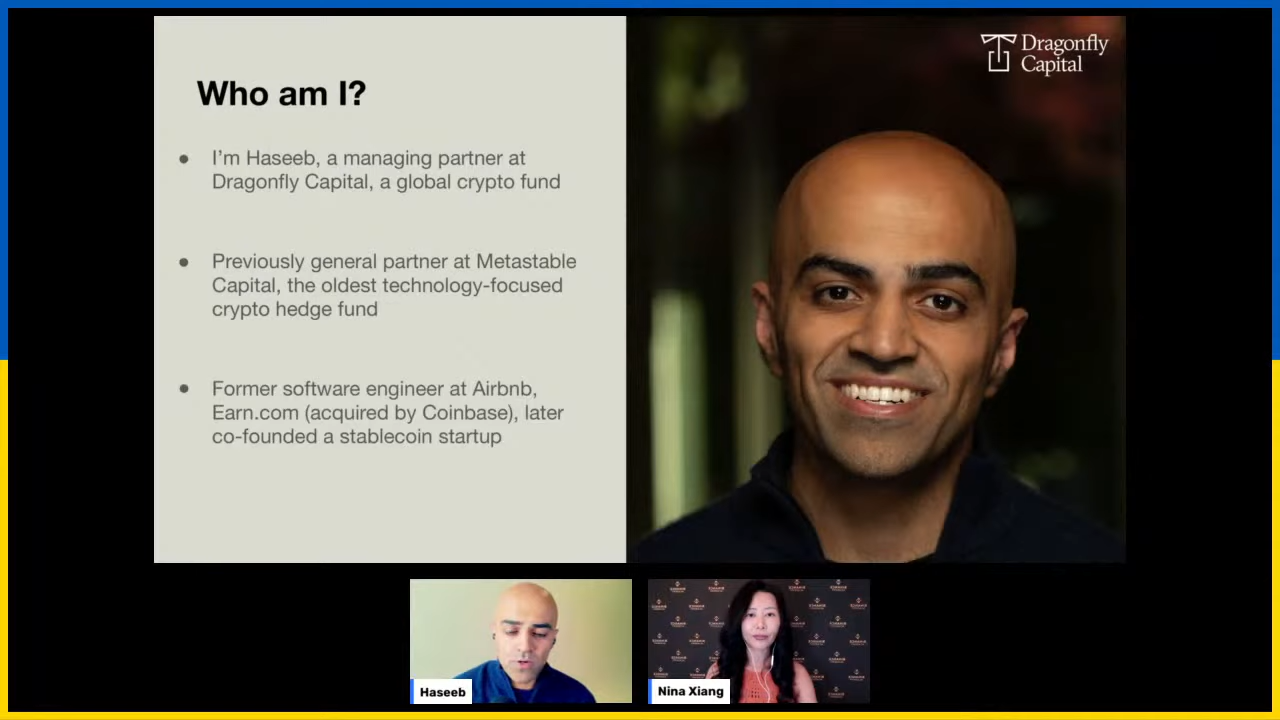 Dragonfly
Capital
Who am I?
● I’m Haseeb, a managing partner at
Dragonfly Capital, a global crypto fund
● Previously general partner at Metastable
Capital, the oldest technology-focused
crypto hedge fund
● Former software engineer at Airbnb,
Earn.com (acquired by Coinbase), later
co-founded a stablecoin startup
Haseeb
Nina Xiang